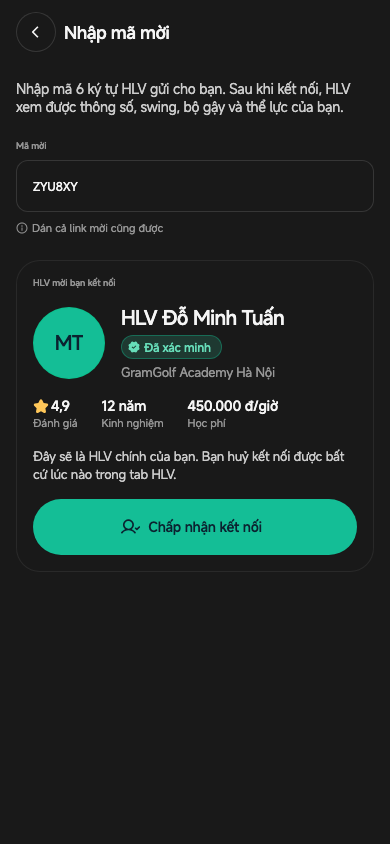 Nhập mã mời
Nhập mã 6 ký tự HLV gửi cho bạn. Sau khi kết nối, HLV
xem được thông số, swing, bộ gậy và thể lực của bạn.
Mã mời
ZYU8XY
Dán cả link mời cũng được
HLV mời bạn kết nối
MT
HLV Đỗ Minh Tuấn
Đã xác minh
GramGolf Academy Hà Nội
4,9 12 năm 450.000 đ/giờ
Đánh giá Kinh nghiệm Học phí
Đây sẽ là HLV chính của bạn. Bạn huỷ kết nối được bất
cứ lúc nào trong tab HLV.
Chấp nhận kết nối